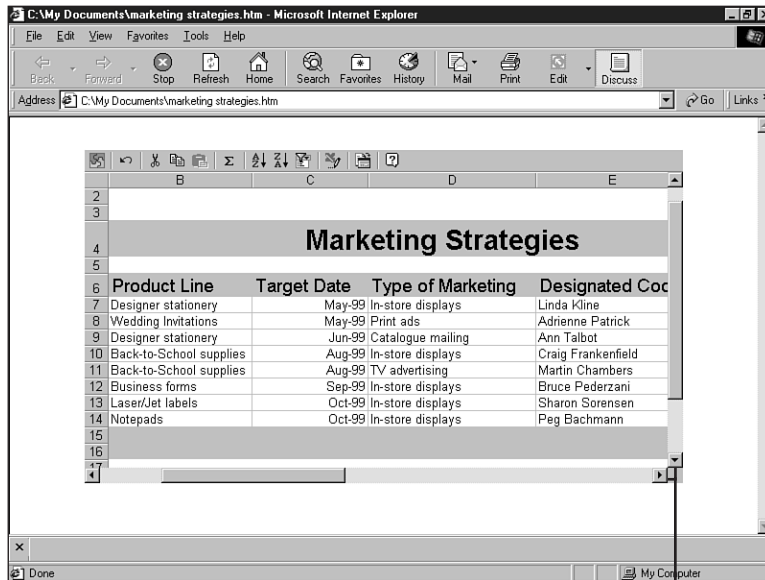 C:\My Documents\marketing strategies.htm - Microsoft Internet Explorer
File Edit View Favorites Tools Help
Back Forward Stop Refresh Home Search Favorites History Mail Print Edit Discuss
Address C:\My Documents\marketing strategies.htm Go Links
Σ
B C D E
2
3
4 Marketing Strategies
5
6 Product Line Target Date Type of Marketing Designated Coo
7 Designer stationery May-99 In-store displays Linda Kline
8 Wedding Invitations May-99 Print ads Adrienne Patrick
9 Designer stationery Jun-99 Catalogue mailing Ann Talbot
10 Back-to-School supplies Aug-99 In-store displays Craig Frankenfield
11 Back-to-School supplies Aug-99 TV advertising Martin Chambers
12 Business forms Sep-99 In-store displays Bruce Pederzani
13 Laser/Jet labels Oct-99 In-store displays Sharon Sorensen
14 Notepads Oct-99 In-store displays Peg Bachmann
15
16
17
Done My Computer